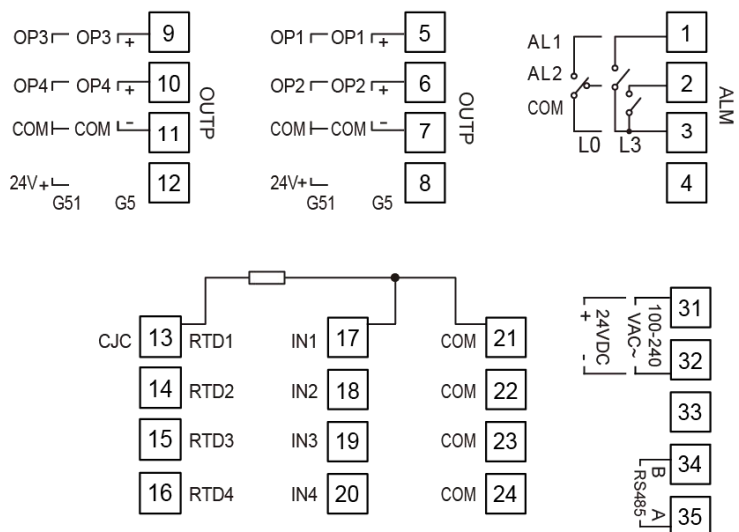 OP3 OP3 + 9
OP4 OP4 + 10
COM COM - 11
24V+ 12
G51 G5
OUTP
OP1 OP1 + 5
OP2 OP2 + 6
COM COM - 7
24V+ 8
G51 G5
OUTP
AL1 1
AL2 2
COM 3
L0 L3
4
ALM
CJC 13 RTD1
14 RTD2
15 RTD3
16 RTD4
IN1 17
IN2 18
IN3 19
IN4 20
COM 21
COM 22
COM 23
COM 24
31
32
33
34
35
+ -
24VDC
100-240
VAC~
B A
RS485